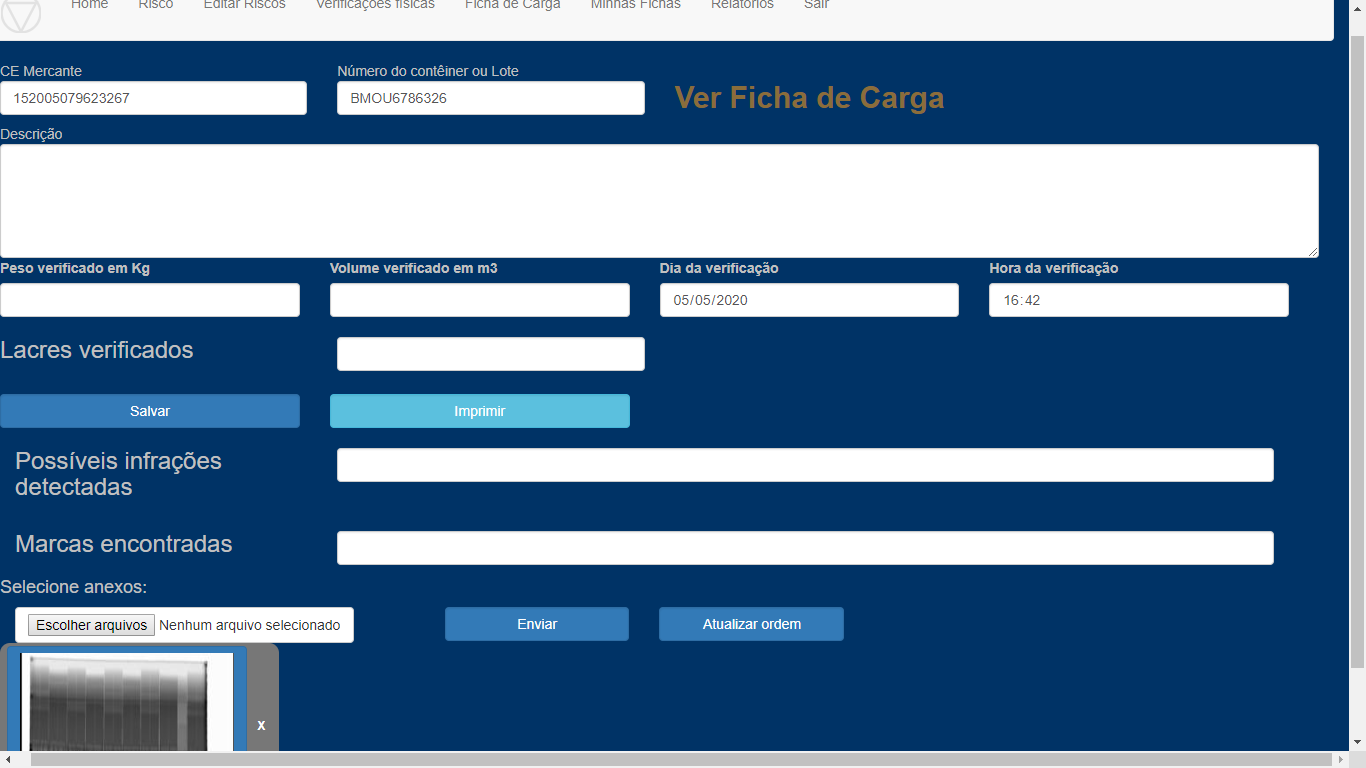 Home Risco Editar Riscos Verificações físicas Ficha de Carga Minhas Fichas Relatórios Sair
CE Mercante Número do contêiner ou Lote
152005079623267 BMOU6786326 Ver Ficha de Carga
Descrição
Peso verificado em Kg Volume verificado em m3 Dia da verificação Hora da verificação
05/05/2020 16:42
Lacres verificados
Salvar Imprimir
Possíveis infrações
detectadas
Marcas encontradas
Selecione anexos:
Escolher arquivos Nenhum arquivo selecionado Enviar Atualizar ordem
x